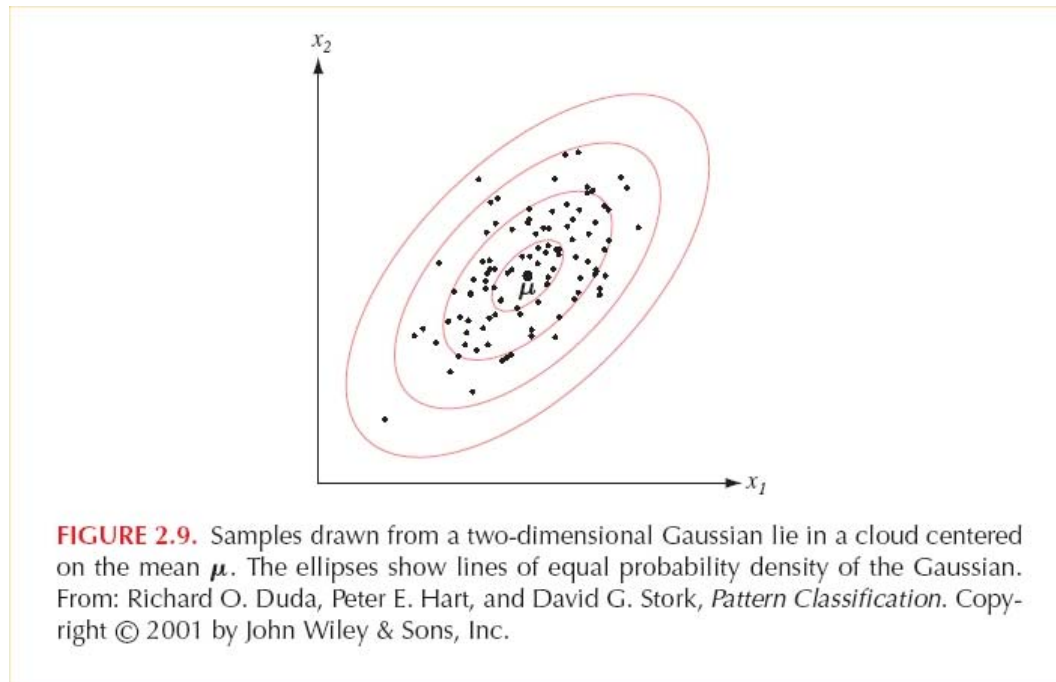 x₂
μ
x₁
FIGURE 2.9. Samples drawn from a two-dimensional Gaussian lie in a cloud centered
on the mean μ. The ellipses show lines of equal probability density of the Gaussian.
From: Richard O. Duda, Peter E. Hart, and David G. Stork, Pattern Classification. Copy-
right © 2001 by John Wiley & Sons, Inc.